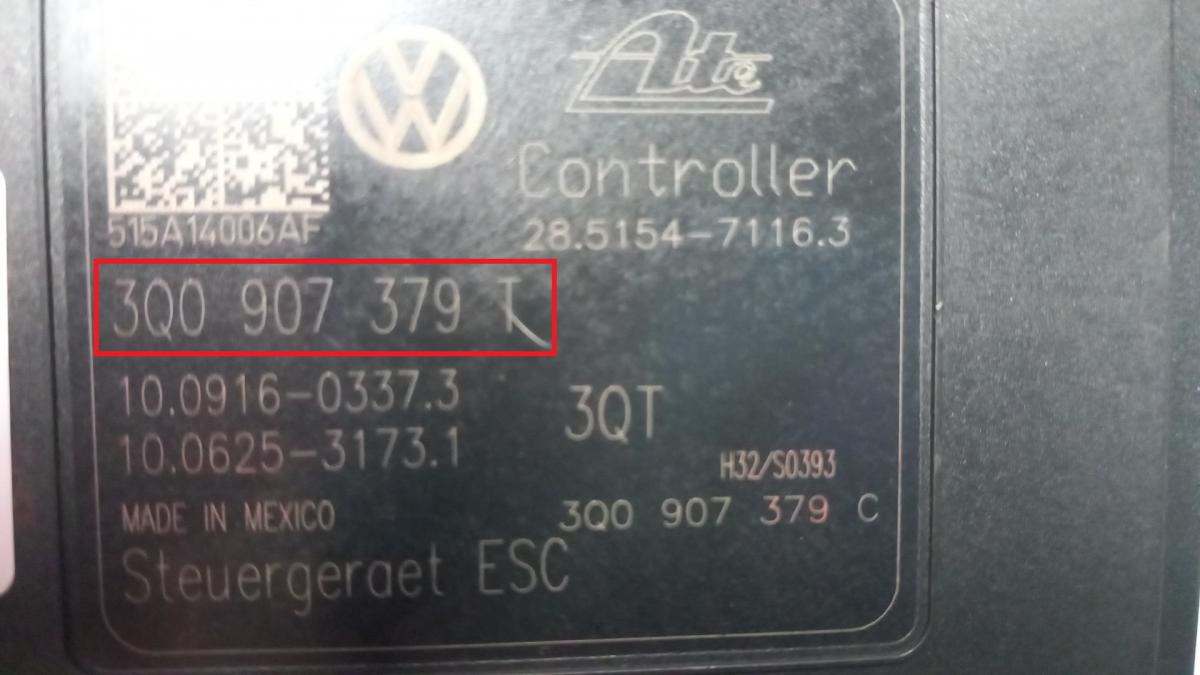 Ate
Controller
515A14006AF
28.5154-7116.3
3Q0 907 379 T
10.0916-0337.3
3QT
10.0625-3173.1
H32/S0393
MADE IN MEXICO
3Q0 907 379 C
Steuergeraet ESC